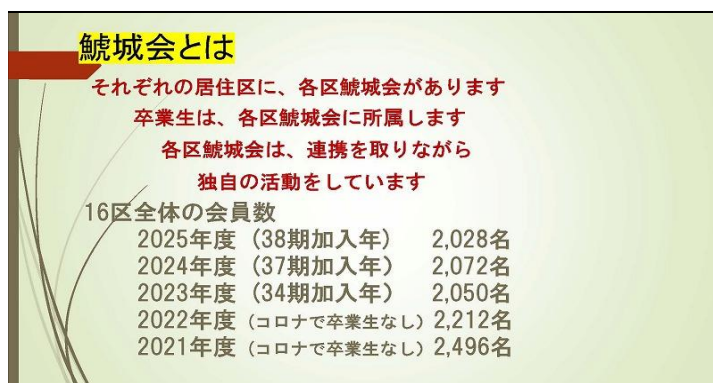 鯱城会とは
それぞれの居住区に、各区鯱城会があります
卒業生は、各区鯱城会に所属します
各区鯱城会は、連携を取りながら
独自の活動をしています
16区全体の会員数
2025年度（38期加入年） 2,028名
2024年度（37期加入年） 2,072名
2023年度（34期加入年） 2,050名
2022年度（コロナで卒業生なし）2,212名
2021年度（コロナで卒業生なし）2,496名